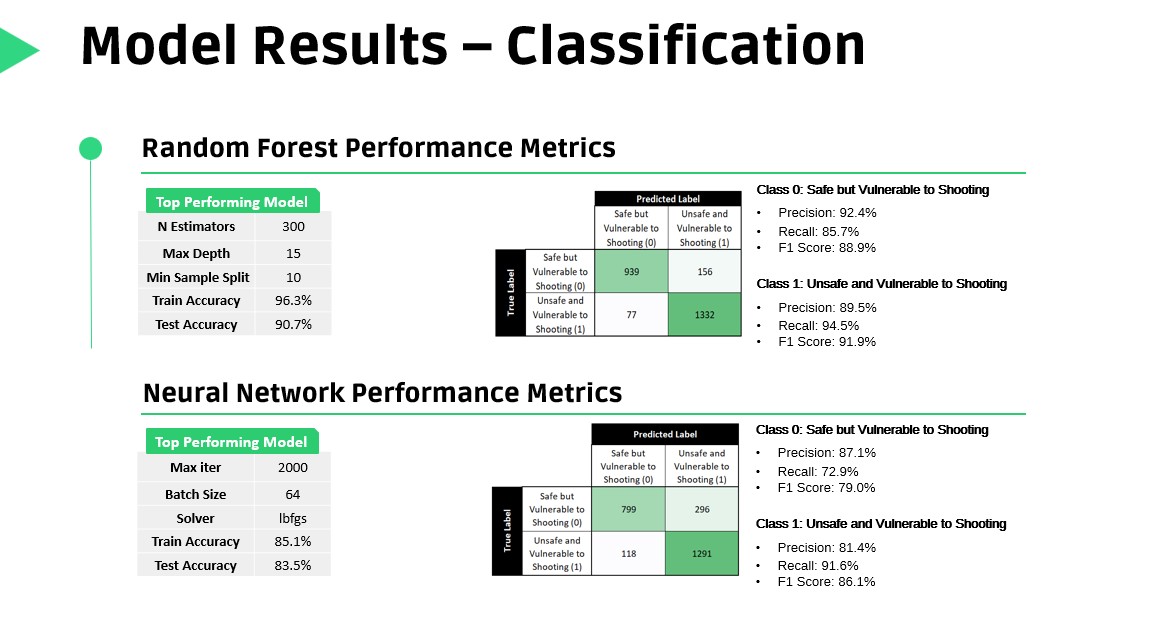 Model Results – Classification
Random Forest Performance Metrics
Top Performing Model
N Estimators 300
Max Depth 15
Min Sample Split 10
Train Accuracy 96.3%
Test Accuracy 90.7%
Predicted Label
Safe but Vulnerable to Shooting (0)
Unsafe and Vulnerable to Shooting (1)
True Label
Safe but Vulnerable to Shooting (0) 939 156
Unsafe and Vulnerable to Shooting (1) 77 1332
Class 0: Safe but Vulnerable to Shooting
• Precision: 92.4%
• Recall: 85.7%
• F1 Score: 88.9%
Class 1: Unsafe and Vulnerable to Shooting
• Precision: 89.5%
• Recall: 94.5%
• F1 Score: 91.9%
Neural Network Performance Metrics
Top Performing Model
Max iter 2000
Batch Size 64
Solver lbfgs
Train Accuracy 85.1%
Test Accuracy 83.5%
Predicted Label
Safe but Vulnerable to Shooting (0)
Unsafe and Vulnerable to Shooting (1)
True Label
Safe but Vulnerable to Shooting (0) 799 296
Unsafe and Vulnerable to Shooting (1) 118 1291
Class 0: Safe but Vulnerable to Shooting
• Precision: 87.1%
• Recall: 72.9%
• F1 Score: 79.0%
Class 1: Unsafe and Vulnerable to Shooting
• Precision: 81.4%
• Recall: 91.6%
• F1 Score: 86.1%